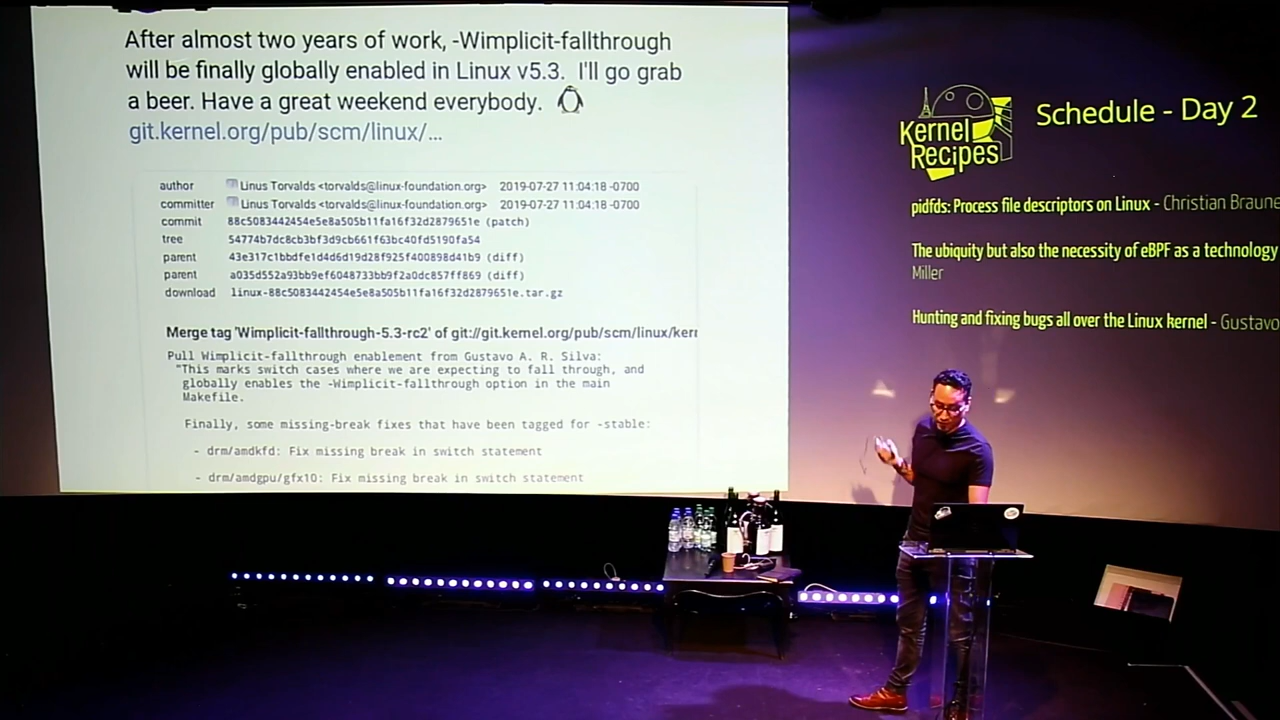 After almost two years of work, -Wimplicit-fallthrough
will be finally globally enabled in Linux v5.3. I'll go grab
a beer. Have a great weekend everybody.
git.kernel.org/pub/scm/linux/...
author Linus Torvalds <torvalds@linux-foundation.org> 2019-07-27 11:04:18 -0700
committer Linus Torvalds <torvalds@linux-foundation.org> 2019-07-27 11:04:18 -0700
commit 88c5083442454e5e8a505b11fa16f32d2879651e (patch)
tree 54774b7dc8cb3bf3d9cb661f63bc40fd5190fa54
parent 43e317c1bbdfe1d4d6d19d28f925f400898d41b9 (diff)
parent a035d552a93bb9ef6048733bb9f2a0dc857ff869 (diff)
download linux-88c5083442454e5e8a505b11fa16f32d2879651e.tar.gz
Merge tag 'Wimplicit-fallthrough-5.3-rc2' of git://git.kernel.org/pub/scm/linux/kerr
Pull Wimplicit-fallthrough enablement from Gustavo A. R. Silva:
"This marks switch cases where we are expecting to fall through, and
globally enables the -Wimplicit-fallthrough option in the main
Makefile.
Finally, some missing-break fixes that have been tagged for -stable:
- drm/amdkfd: Fix missing break in switch statement
- drm/amdgpu/gfx10: Fix missing break in switch statement
Kernel
Recipes
Schedule - Day 2
pidfds: Process file descriptors on Linux - Christian Braune
The ubiquity but also the necessity of eBPF as a technology
Miller
Hunting and fixing bugs all over the Linux kernel - Gustavo